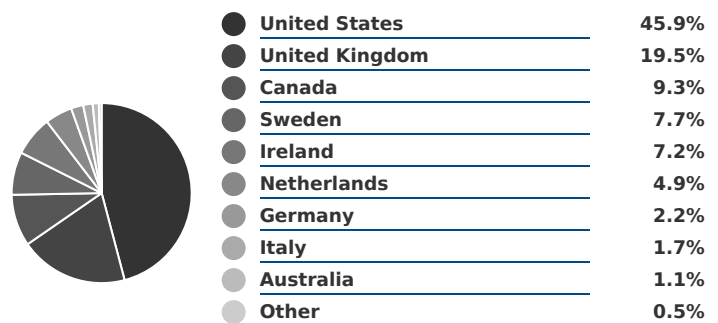 United States 45.9%
United Kingdom 19.5%
Canada 9.3%
Sweden 7.7%
Ireland 7.2%
Netherlands 4.9%
Germany 2.2%
Italy 1.7%
Australia 1.1%
Other 0.5%